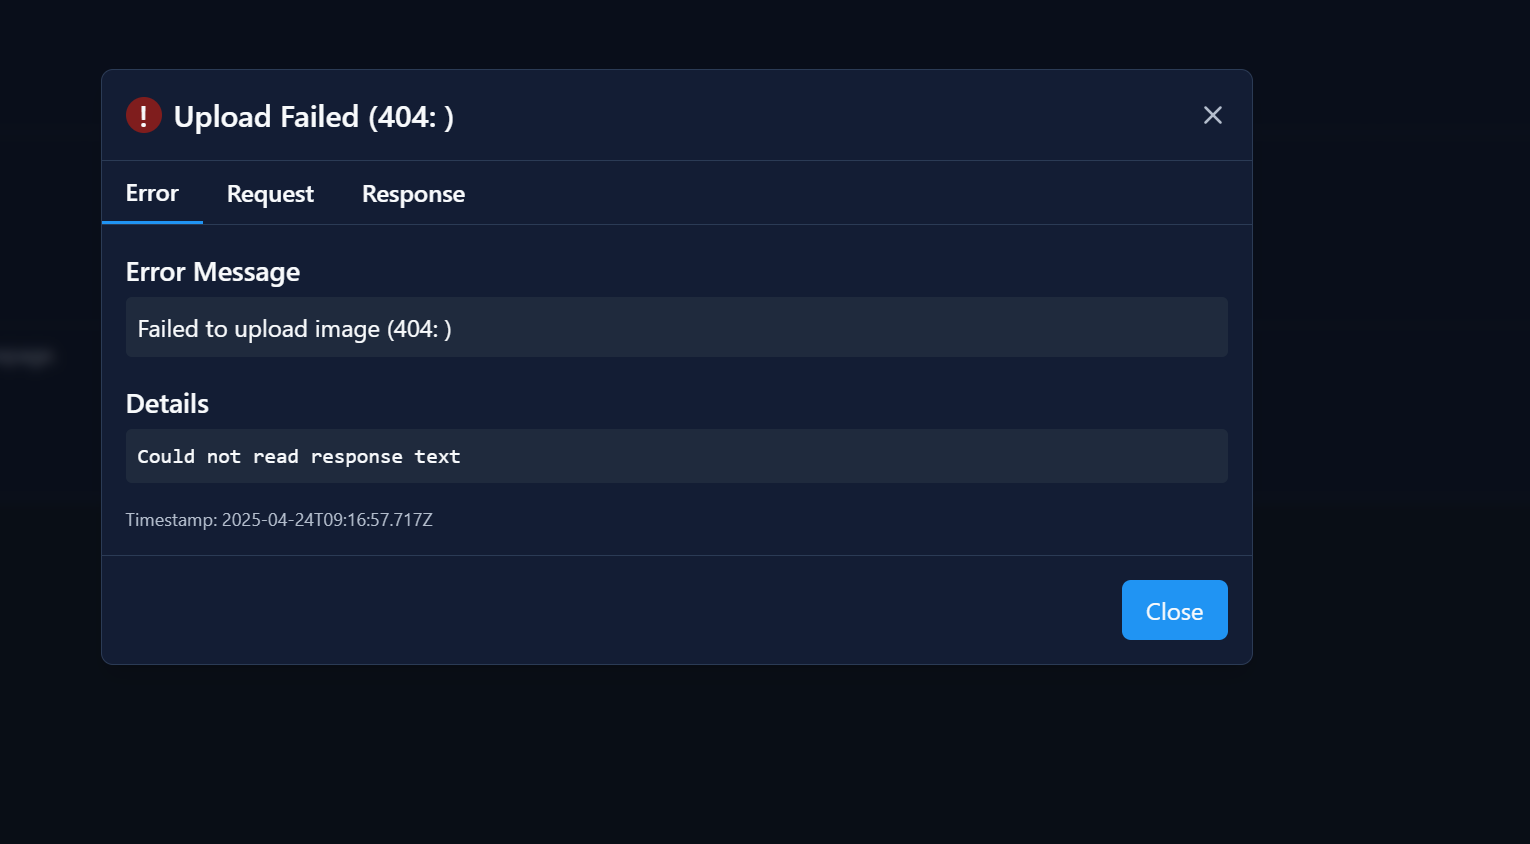 Upload Failed (404: )
Error Request Response
Error Message
Failed to upload image (404: )
Details
Could not read response text
Timestamp: 2025-04-24T09:16:57.717Z
Close